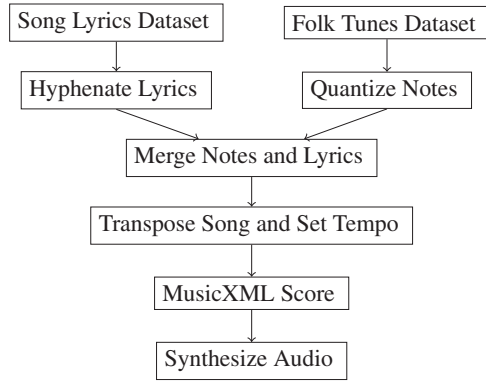 Song Lyrics Dataset
Folk Tunes Dataset
Hyphenate Lyrics
Quantize Notes
Merge Notes and Lyrics
Transpose Song and Set Tempo
MusicXML Score
Synthesize Audio